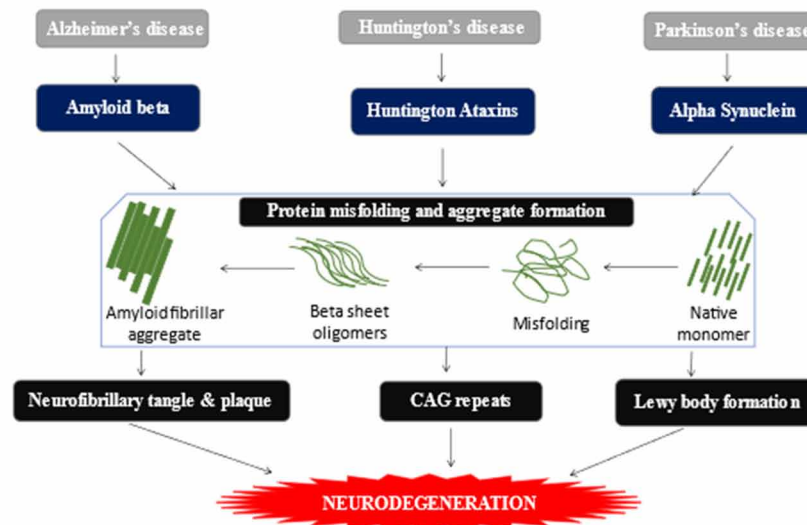 Alzheimer's disease
Huntington's disease
Parkinson's disease
Amyloid beta
Huntington Ataxins
Alpha Synuclein
Protein misfolding and aggregate formation
Amyloid fibrillar
aggregate
Beta sheet
oligomers
Misfolding
Native
monomer
Neurofibrillary tangle & plaque
CAG repeats
Lewy body formation
NEURODEGENERATION